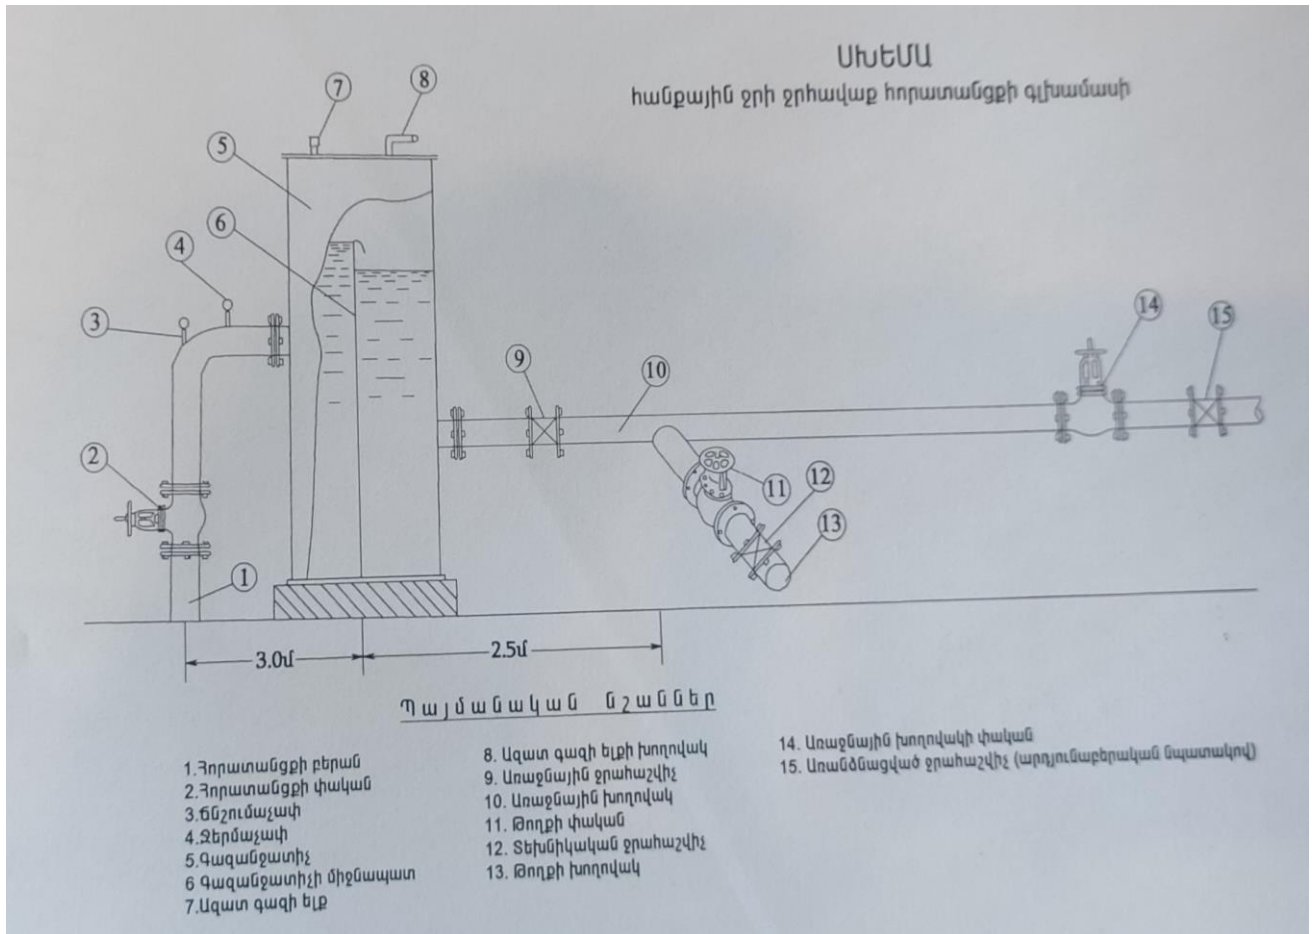 ՍԽԵՄԱ
հանքային ջրի ջրհավաք հորատանցքի գլխամասի
7
8
5
6
4
3
14
15
9
10
2
11
12
13
1
3.0մ
2.5մ
Պայմանական նշաններ
1.Հորատանցքի բերան
2.Հորատանցքի փական
3.Ճնշումաչափ
4.Ջերմաչափ
5.Գազանջատիչ
6 Գազանջատիչի միջնապատ
7.Ազատ գազի ելք
8. Ազատ գազի ելքի խողովակ
9. Առաջնային ջրահաշվիչ
10. Առաջնային խողովակ
11. Թողքի փական
12. Տեխնիկական ջրահաշվիչ
13. Թողքի խողովակ
14. Առաջնային խողովակի փական
15. Առանձնացված ջրահաշվիչ (արդյունաբերական նպատակով)